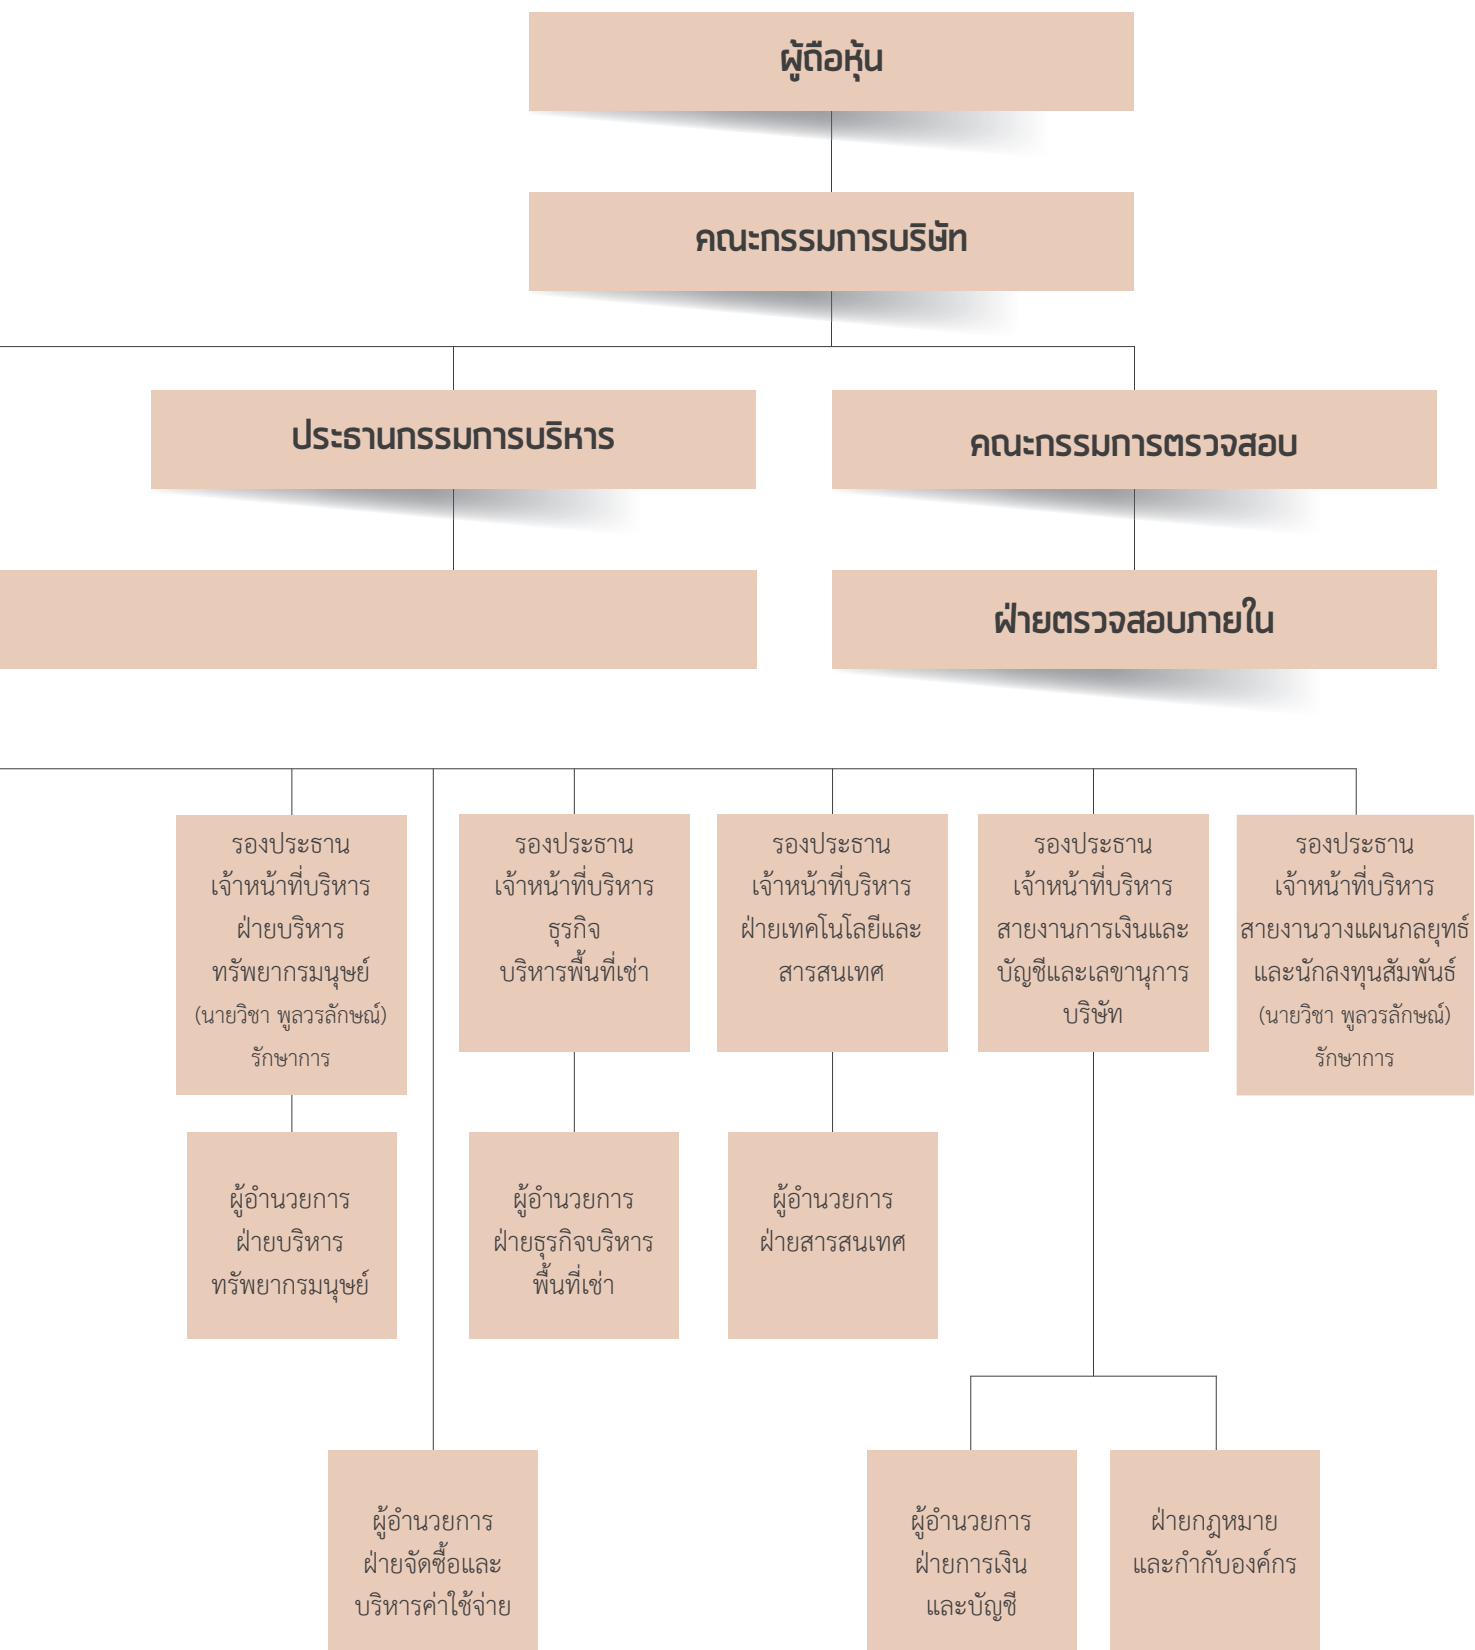 ผู้ถือหุ้น
คณะกรรมการบริษัท
ประธานกรรมการบริหาร
คณะกรรมการตรวจสอบ
ฝ่ายตรวจสอบภายใน
รองประธาน
เจ้าหน้าที่บริหาร
ฝ่ายบริหาร
ทรัพยากรมนุษย์
(นายวิชา พูลวรลักษณ์)
รักษาการ
รองประธาน
เจ้าหน้าที่บริหาร
ธุรกิจ
บริหารพื้นที่เช่า
รองประธาน
เจ้าหน้าที่บริหาร
ฝ่ายเทคโนโลยีและ
สารสนเทศ
รองประธาน
เจ้าหน้าที่บริหาร
สายงานการเงินและ
บัญชีและเลขานุการ
บริษัท
รองประธาน
เจ้าหน้าที่บริหาร
สายงานวางแผนกลยุทธ์
และนักลงทุนสัมพันธ์
(นายวิชา พูลวรลักษณ์)
รักษาการ
ผู้อำนวยการ
ฝ่ายบริหาร
ทรัพยากรมนุษย์
ผู้อำนวยการ
ฝ่ายธุรกิจบริหาร
พื้นที่เช่า
ผู้อำนวยการ
ฝ่ายสารสนเทศ
ผู้อำนวยการ
ฝ่ายจัดซื้อและ
บริหารค่าใช้จ่าย
ผู้อำนวยการ
ฝ่ายการเงิน
และบัญชี
ฝ่ายกฎหมาย
และกำกับองค์กร